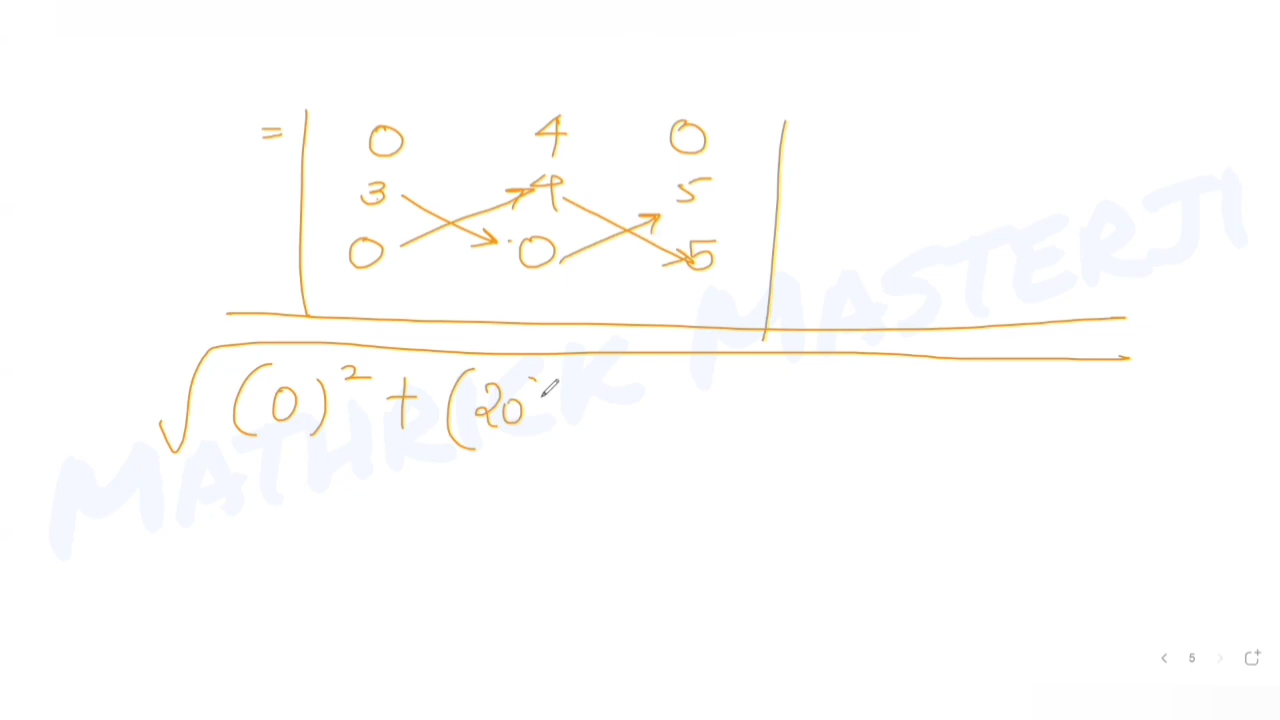 = | 0 4 0 |
3 4 5
0 0 5
√ (0)² + (20
MATHRICK MASTERJI
5